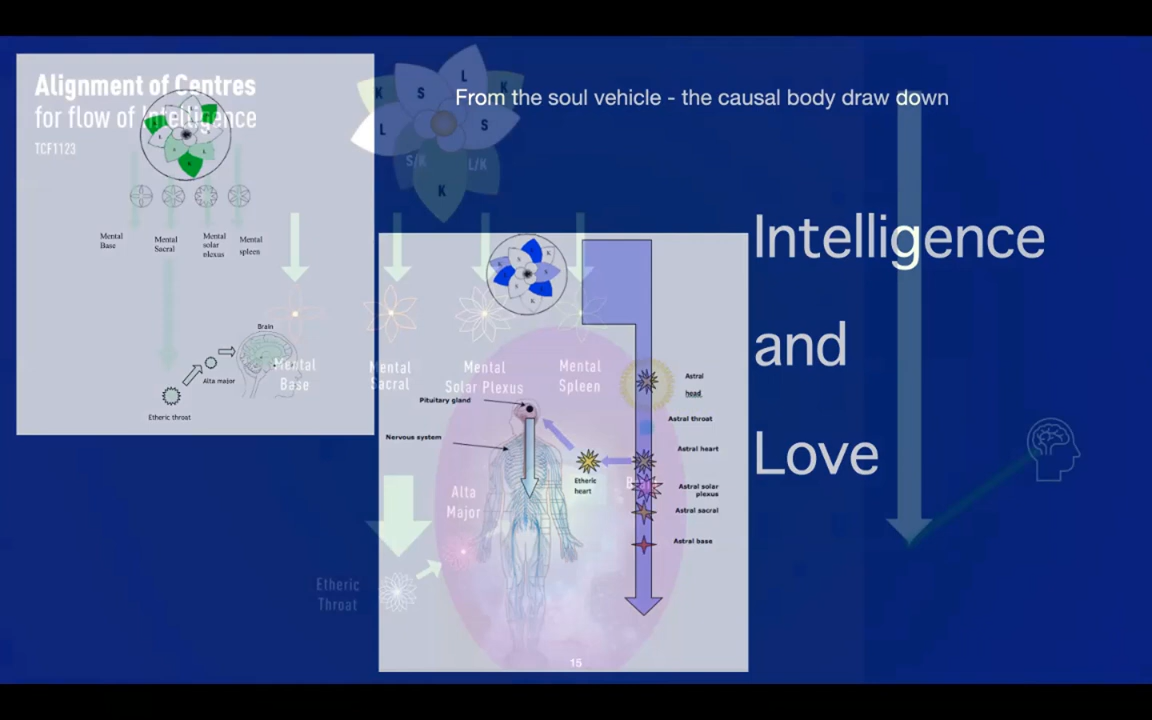 Alignment of Centres
for flow of Intelligence
TCF1123
From the soul vehicle - the causal body draw down
K
S
L
K
L
S
S/K
L/K
K
Mental
Base
Mental
Sacral
Mental
solar
plexus
Mental
spleen
Brain
Alta major
Etheric throat
Mental
Base
Mental
Sacral
Mental
Solar Plexus
Mental
Spleen
Pituitary gland
Nervous system
Etheric
heart
Astral
head
Astral throat
Astral heart
Astral solar
plexus
Astral sacral
Astral base
Alta
Major
Etheric
Throat
Intelligence
and
Love
15